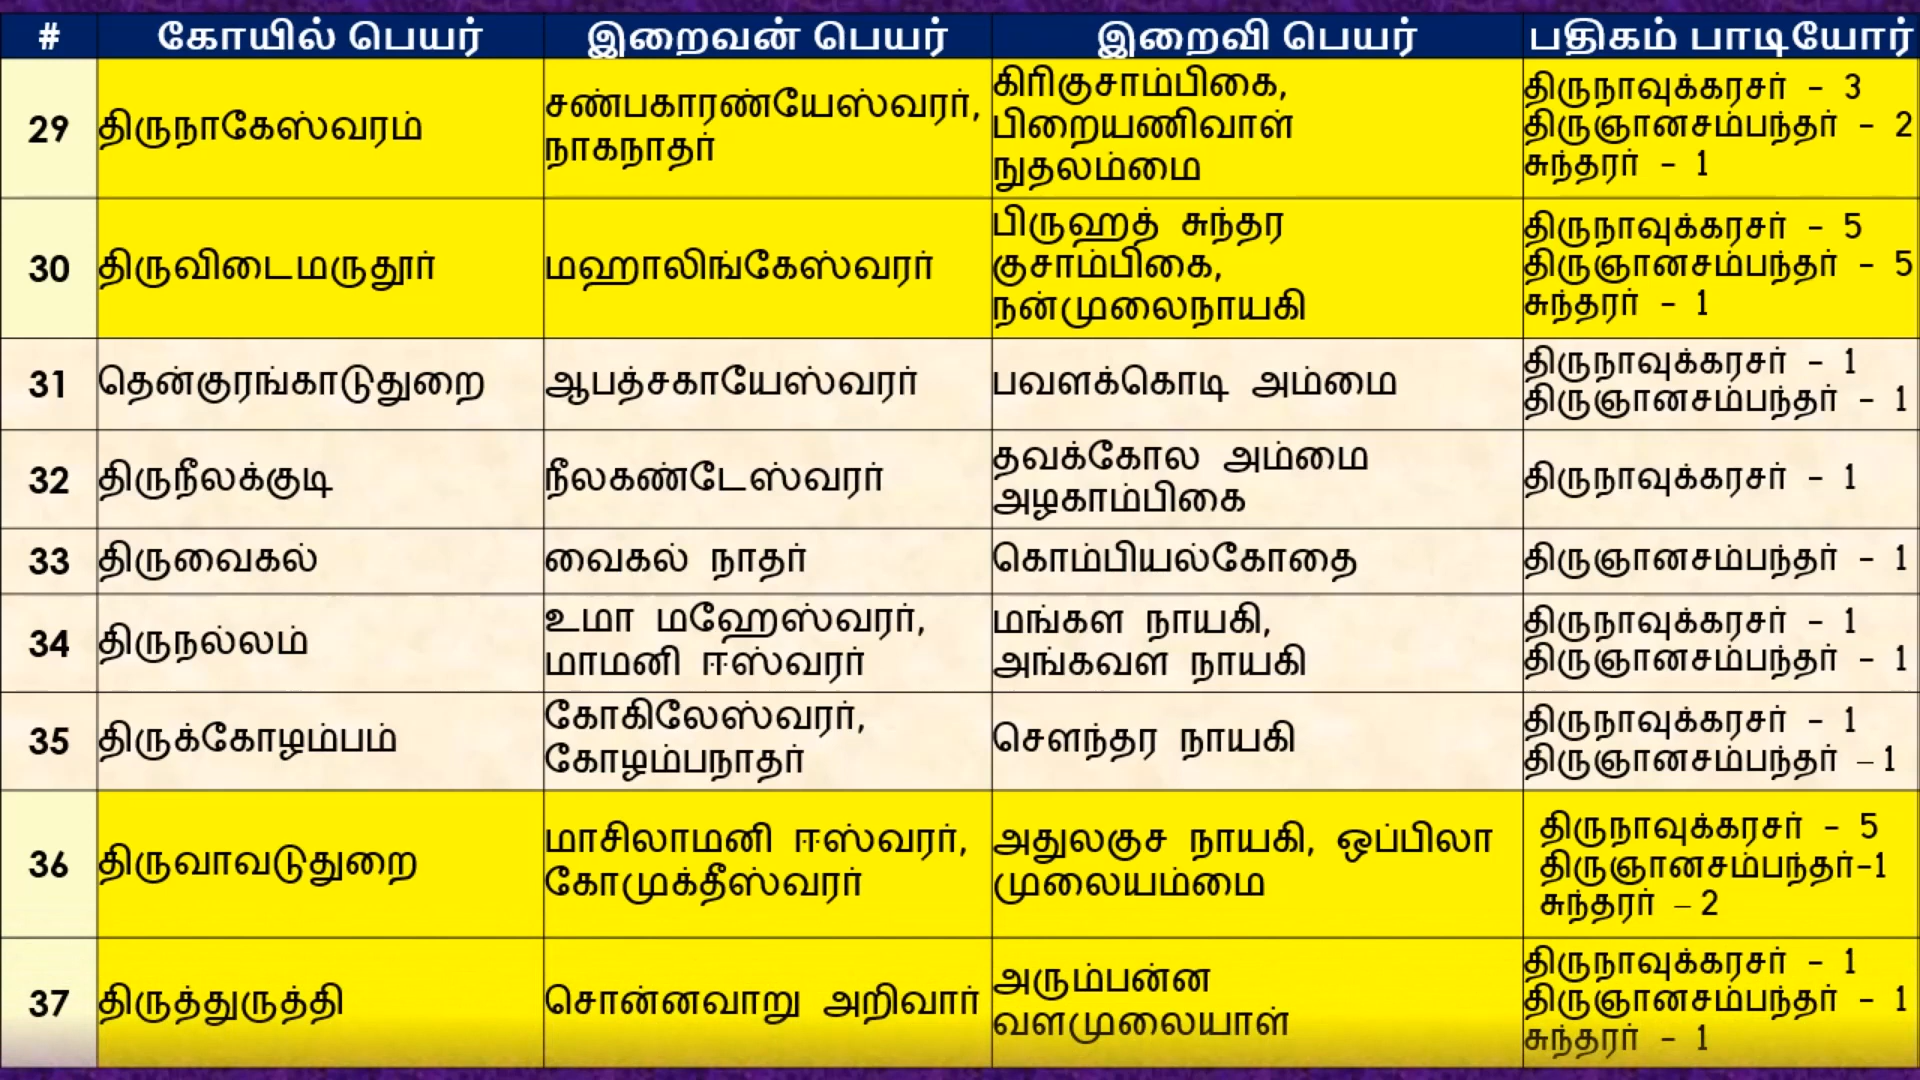 # கோயில் பெயர் இறைவன் பெயர் இறைவி பெயர் பதிகம் பாடியோர்
29 திருநாகேஸ்வரம் சண்பகாரண்யேஸ்வரர், நாகநாதர் கிரிகுசாம்பிகை, பிறையணிவாள் நுதலம்மை திருநாவுக்கரசர் - 3 திருஞானசம்பந்தர் - 2 சுந்தரர் - 1
30 திருவிடைமருதூர் மஹாலிங்கேஸ்வரர் பிருஹத் சுந்தர குசாம்பிகை, நன்முலைநாயகி திருநாவுக்கரசர் - 5 திருஞானசம்பந்தர் - 5 சுந்தரர் - 1
31 தென்குரங்காடுதுறை ஆபத்சகாயேஸ்வரர் பவளக்கொடி அம்மை திருநாவுக்கரசர் - 1 திருஞானசம்பந்தர் - 1
32 திருநீலக்குடி நீலகண்டேஸ்வரர் தவக்கோல அம்மை அழகாம்பிகை திருநாவுக்கரசர் - 1
33 திருவைகல் வைகல் நாதர் கொம்பியல்கோதை திருஞானசம்பந்தர் - 1
34 திருநல்லம் உமா மஹேஸ்வரர், மாமனி ஈஸ்வரர் மங்கள நாயகி, அங்கவள நாயகி திருநாவுக்கரசர் - 1 திருஞானசம்பந்தர் - 1
35 திருக்கோழம்பம் கோகிலேஸ்வரர், கோழம்பநாதர் சௌந்தர நாயகி திருநாவுக்கரசர் - 1 திருஞானசம்பந்தர் – 1
36 திருவாவடுதுறை மாசிலாமனி ஈஸ்வரர், கோமுக்தீஸ்வரர் அதுலகுச நாயகி, ஒப்பிலா முலையம்மை திருநாவுக்கரசர் - 5 திருஞானசம்பந்தர்-1 சுந்தரர் – 2
37 திருத்துருத்தி சொன்னவாறு அறிவார் அரும்பன்ன வளமுலையாள் திருநாவுக்கரசர் - 1 திருஞானசம்பந்தர் - 1 சுந்தரர் - 1